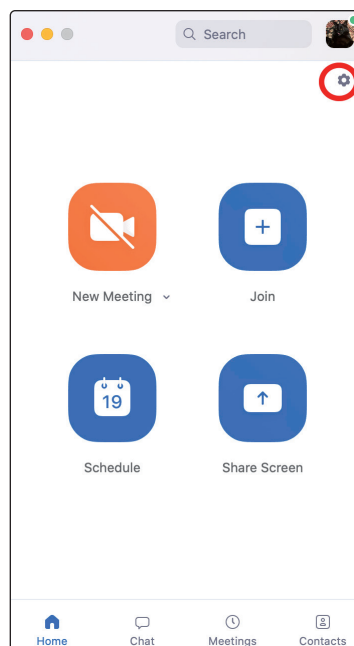 Search
New Meeting
Join
19
Schedule
Share Screen
Home
Chat
Meetings
Contacts